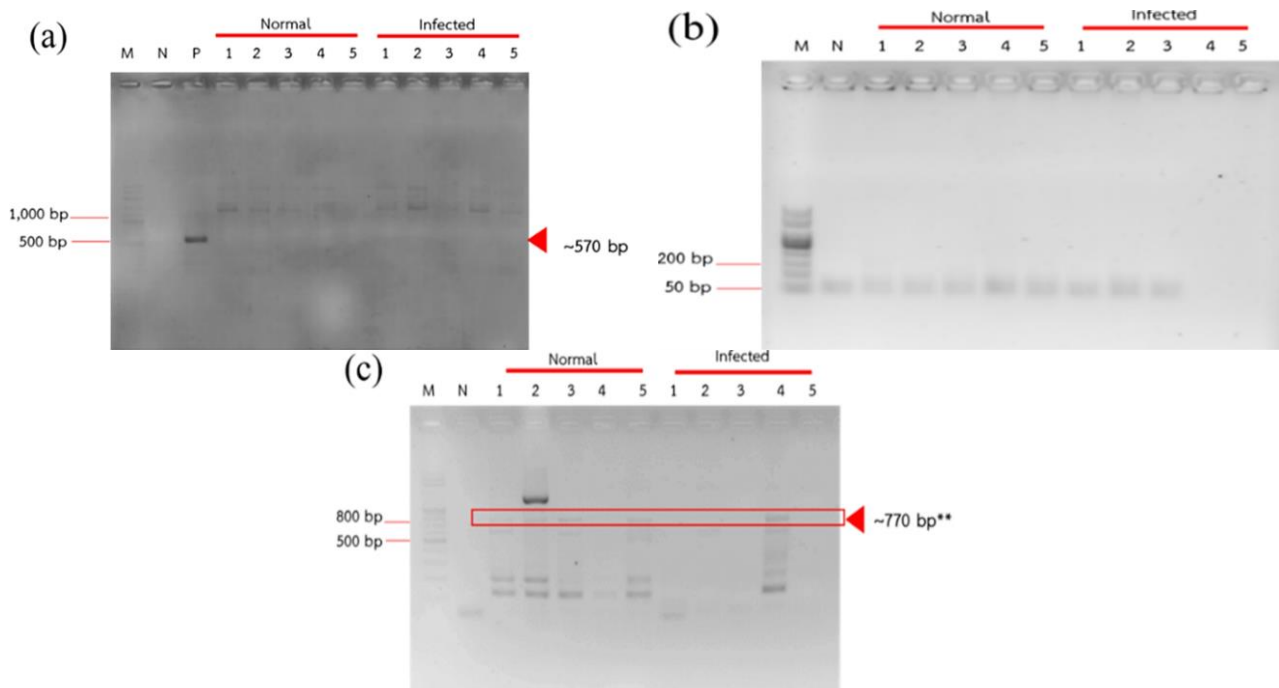 (a)
Normal Infected
M N P 1 2 3 4 5 1 2 3 4 5
1,000 bp
500 bp
~570 bp
(b)
Normal Infected
M N 1 2 3 4 5 1 2 3 4 5
200 bp
50 bp
(c)
Normal Infected
M N 1 2 3 4 5 1 2 3 4 5
800 bp
500 bp
~770 bp**